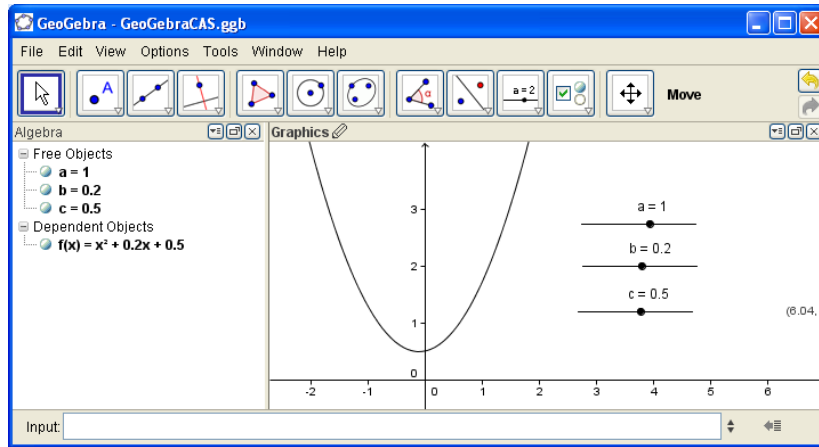 GeoGebra - GeoGebraCAS.ggb
File Edit View Options Tools Window Help
A
α
a=2
Move
Algebra
Graphics
Free Objects
a = 1
b = 0.2
c = 0.5
Dependent Objects
f(x) = x² + 0.2x + 0.5
3
2
1
0
-2 -1 0 1 2 3 4 5 6
a = 1
b = 0.2
c = 0.5
(6.04,
Input: